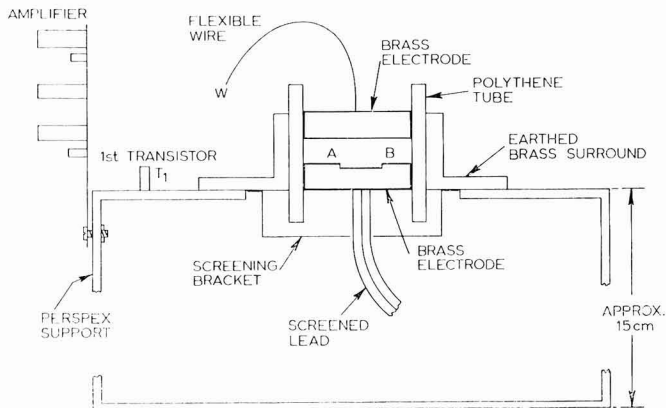 AMPLIFIER
FLEXIBLE
WIRE
BRASS
ELECTRODE
W
POLYTHENE
TUBE
A B
1st TRANSISTOR
T1
EARTHED
BRASS SURROUND
BRASS
ELECTRODE
SCREENING
BRACKET
PERSPEX
SUPPORT
SCREENED
LEAD
APPROX.
15cm